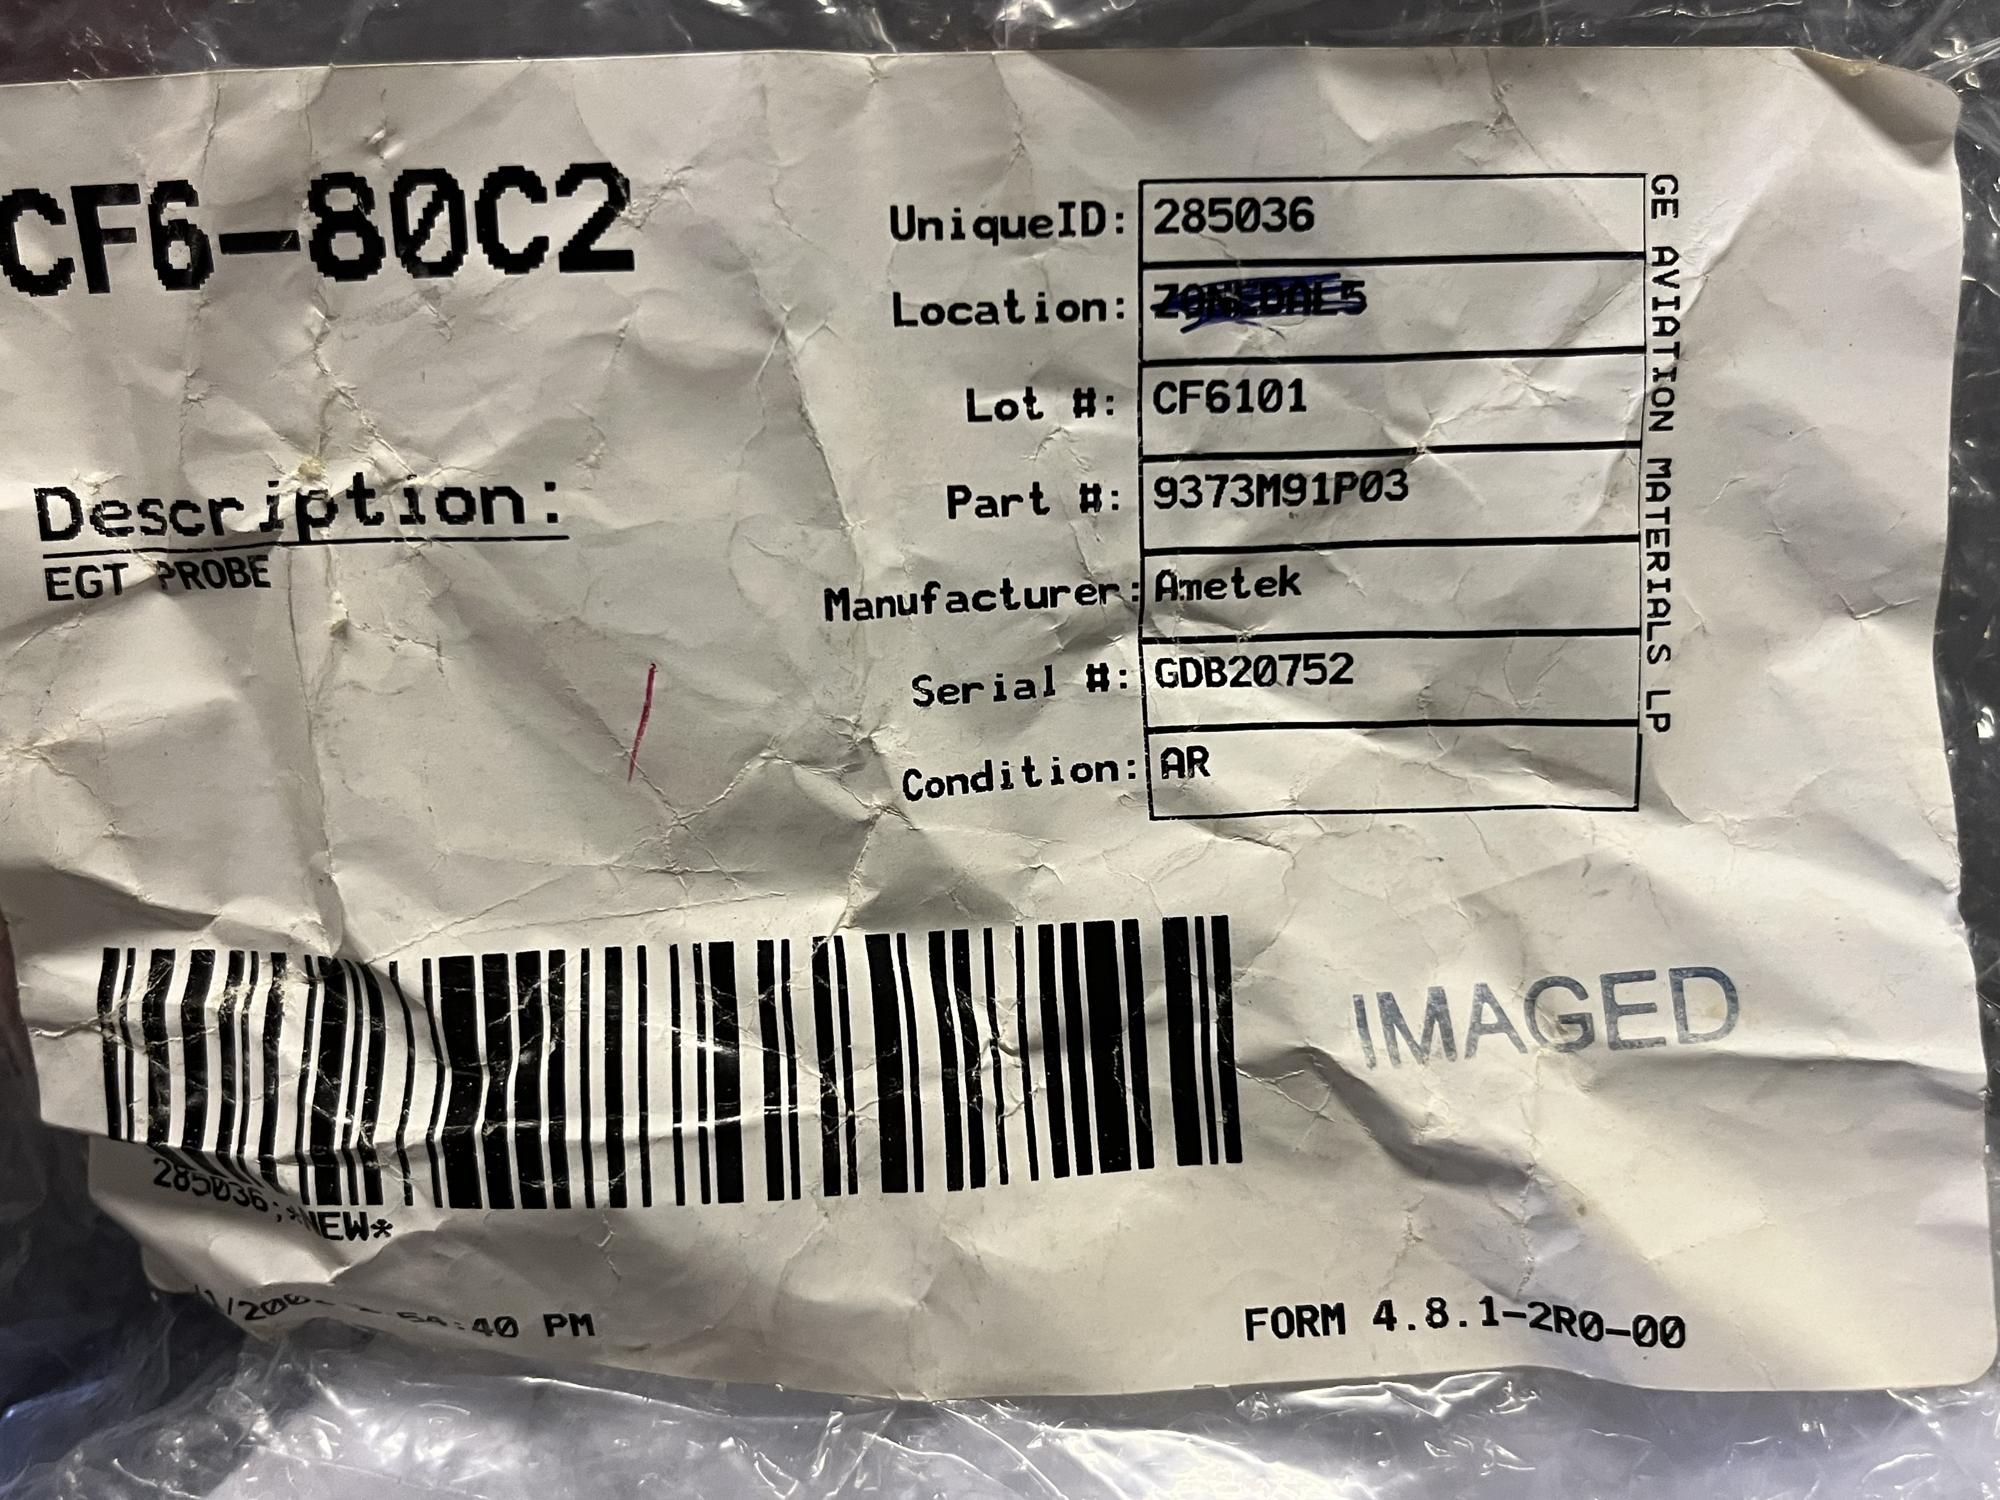 CF6-80C2
UniqueID: 285036
Location:
Lot #: CF6101
Part #: 9373M91P03
Manufacturer: Ametek
Serial #: GDB20752
Condition: AR
GE AVIATION MATERIALS LP
Description:
EGT PROBE
IMAGED
285036;*NEW*
:40 PM
FORM 4.8.1-2R0-00